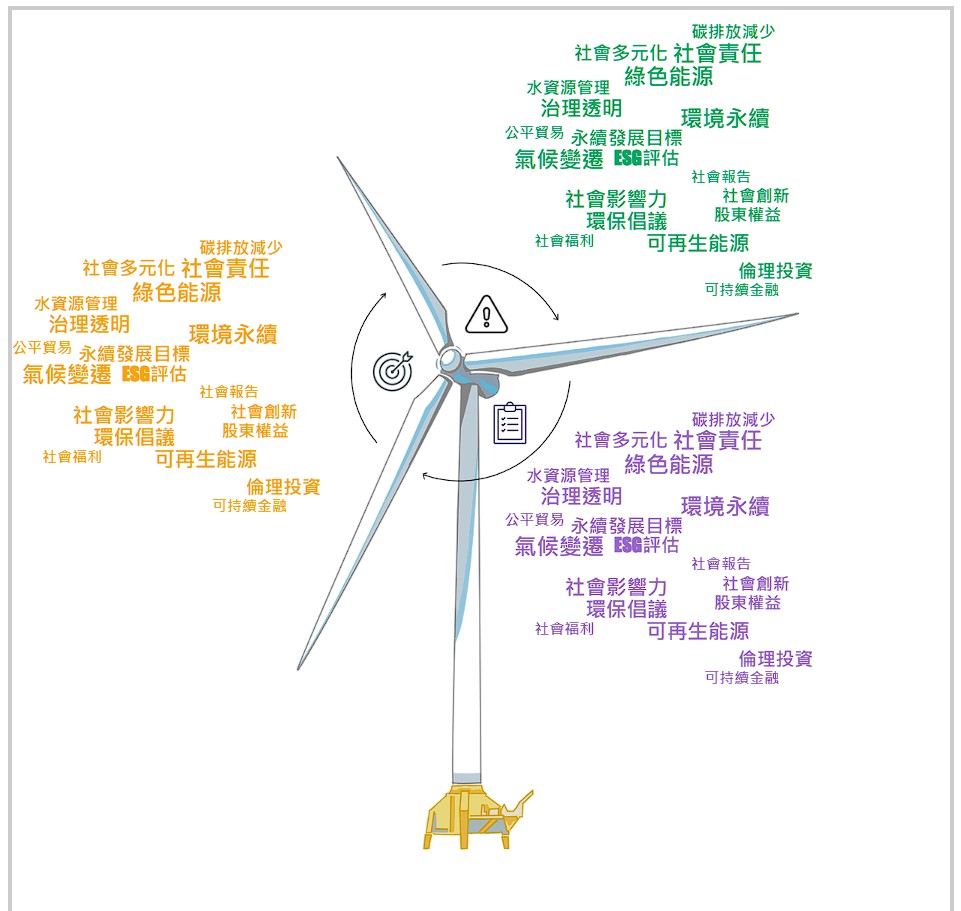 碳排放減少
社會多元化 社會責任
綠色能源
水資源管理
治理透明
環境永續
公平貿易 永續發展目標
氣候變遷 ESG評估
社會報告
社會影響力 社會創新
環保倡議 股東權益
社會福利 可再生能源
倫理投資
可持續金融
碳排放減少
社會多元化 社會責任
綠色能源
水資源管理
治理透明
環境永續
公平貿易 永續發展目標
氣候變遷 ESG評估
社會報告
社會影響力 社會創新
環保倡議 股東權益
社會福利 可再生能源
倫理投資
可持續金融
碳排放減少
社會多元化 社會責任
綠色能源
水資源管理
治理透明
環境永續
公平貿易 永續發展目標
氣候變遷 ESG評估
社會報告
社會影響力 社會創新
環保倡議 股東權益
社會福利 可再生能源
倫理投資
可持續金融